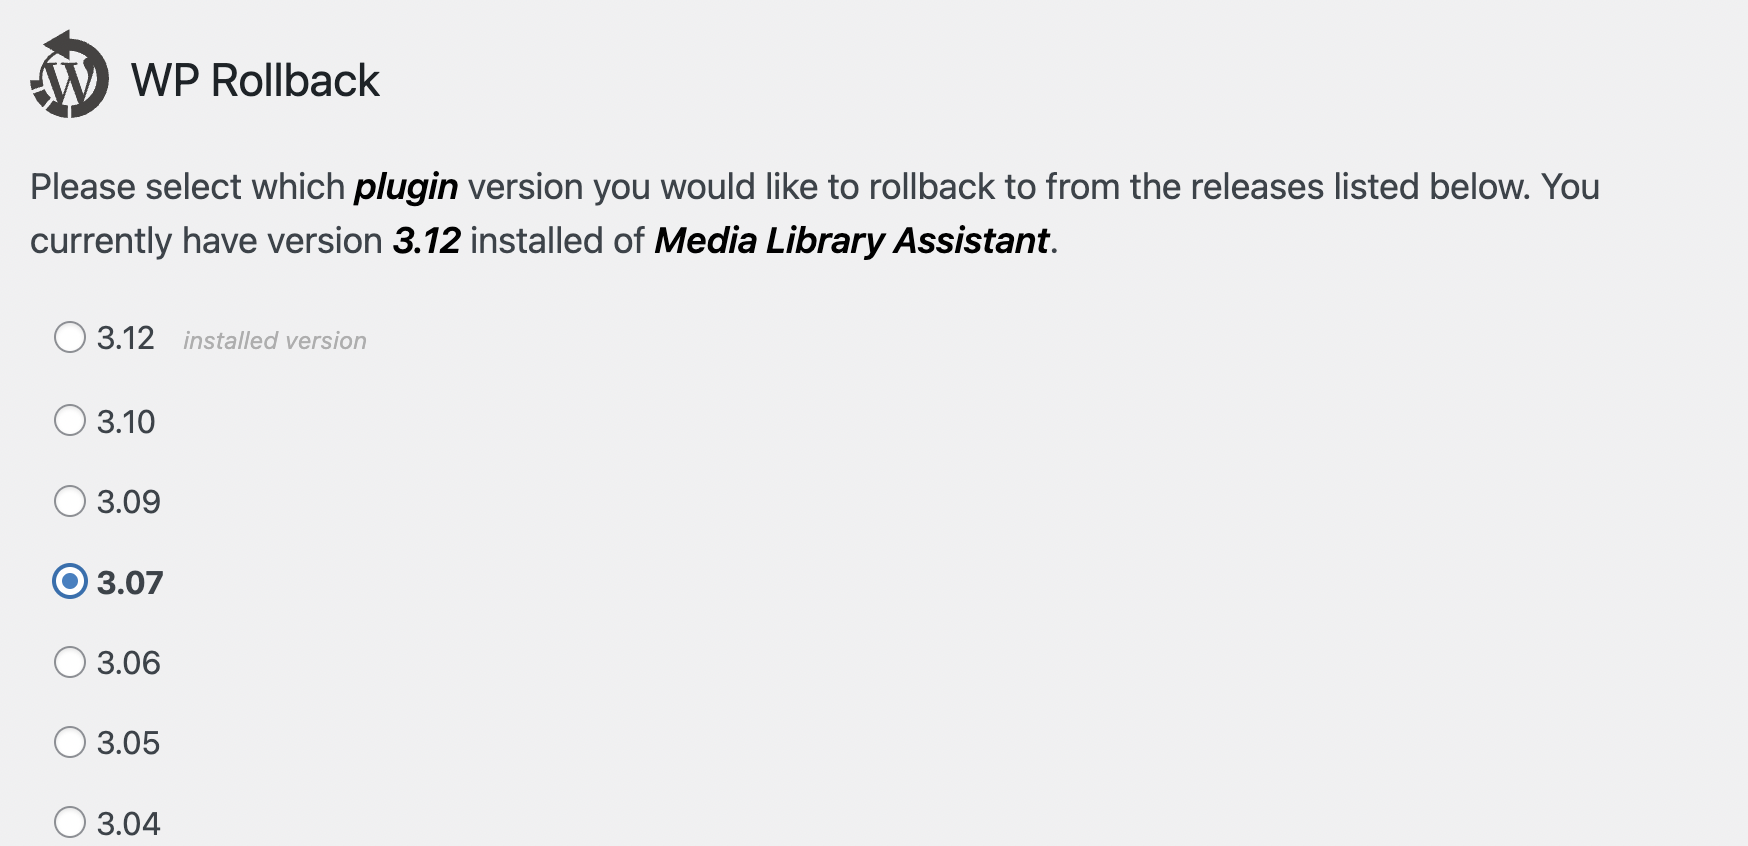 WP Rollback
Please select which plugin version you would like to rollback to from the releases listed below. You
currently have version 3.12 installed of Media Library Assistant.
3.12 installed version
3.10
3.09
3.07
3.06
3.05
3.04